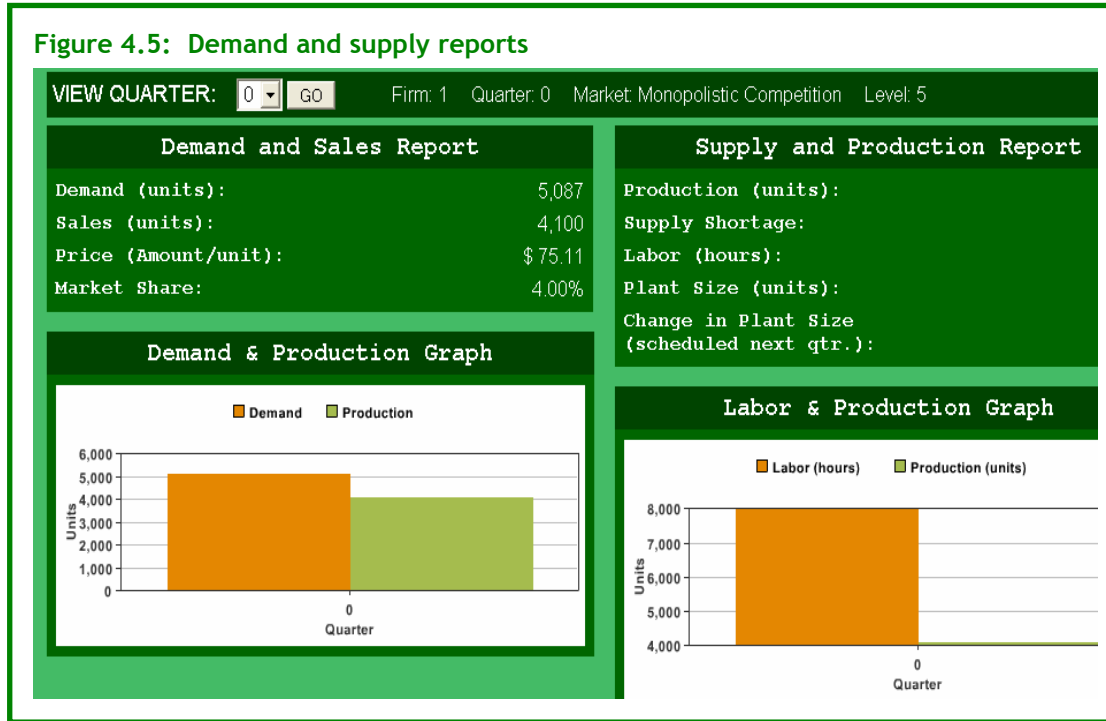 Figure 4.5: Demand and supply reports
VIEW QUARTER: 0 GO Firm: 1 Quarter: 0 Market: Monopolistic Competition Level: 5
Demand and Sales Report
Demand (units): 5,087
Sales (units): 4,100
Price (Amount/unit): $ 75.11
Market Share: 4.00%
Supply and Production Report
Production (units):
Supply Shortage:
Labor (hours):
Plant Size (units):
Change in Plant Size
(scheduled next qtr.):
Demand & Production Graph
Demand Production
6,000
5,000
4,000
3,000
2,000
1,000
0
Units
0
Quarter
Labor & Production Graph
Labor (hours) Production (units)
8,000
7,000
6,000
5,000
4,000
Units
0
Quarter